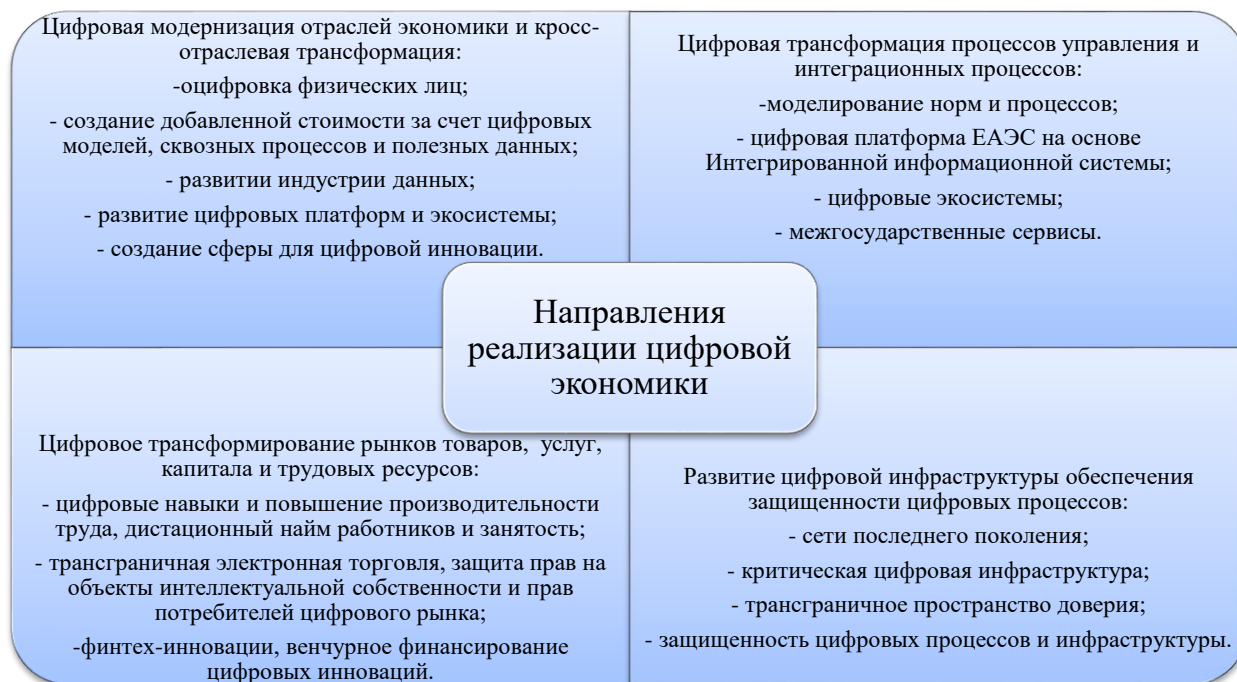 Цифровая модернизация отраслей экономики и кросс-
отраслевая трансформация:
-оцифровка физических лиц;
- создание добавленной стоимости за счет цифровых
моделей, сквозных процессов и полезных данных;
- развитии индустрии данных;
- развитие цифровых платформ и экосистемы;
- создание сферы для цифровой инновации.
Цифровая трансформация процессов управления и
интеграционных процессов:
-моделирование норм и процессов;
- цифровая платформа ЕАЭС на основе
Интегрированной информационной системы;
- цифровые экосистемы;
- межгосударственные сервисы.
Направления
реализации цифровой
экономики
Цифровое трансформирование рынков товаров,  услуг,
капитала и трудовых ресурсов:
- цифровые навыки и повышение производительности
труда, дистационный найм работников и занятость;
- трансграничная электронная торговля, защита прав на
объекты интеллектуальной собственности и прав
потребителей цифрового рынка;
-финтех-инновации, венчурное финансирование
цифровых инноваций.
Развитие цифровой инфраструктуры обеспечения
защищенности цифровых процессов:
- сети последнего поколения;
- критическая цифровая инфраструктура;
- трансграничное пространство доверия;
- защищенность цифровых процессов и инфраструктуры.